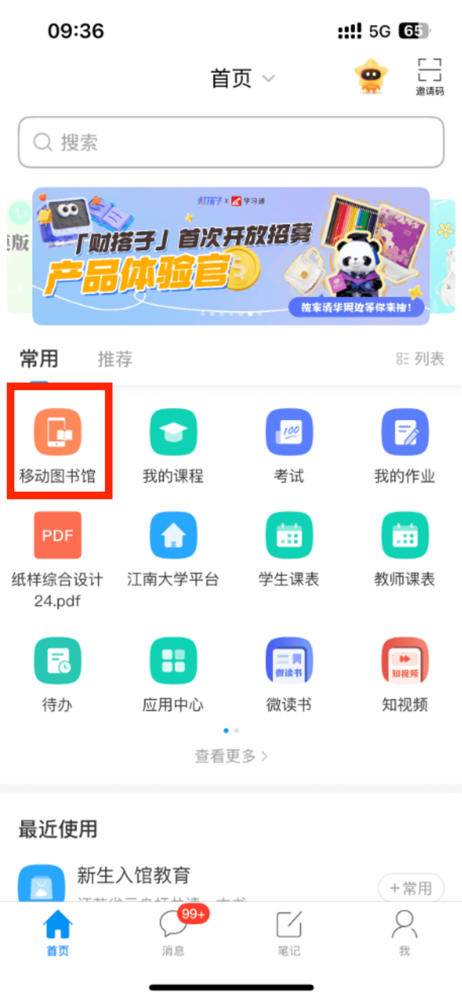 09:36
5G 65
首页
邀请码
搜索
财搭子 x 学习通
「财搭子」首次开放招募
产品体验官
独家清华周边等你来抽!
版
常用 推荐 列表
移动图书馆 我的课程 100 考试 我的作业
PDF
纸样综合设计 江南大学平台 学生课表 教师课表
24.pdf
微读书 知视频
待办 应用中心 微读书 知视频
查看更多
最近使用
新生入馆教育
+常用
99+
首页 消息 笔记 我